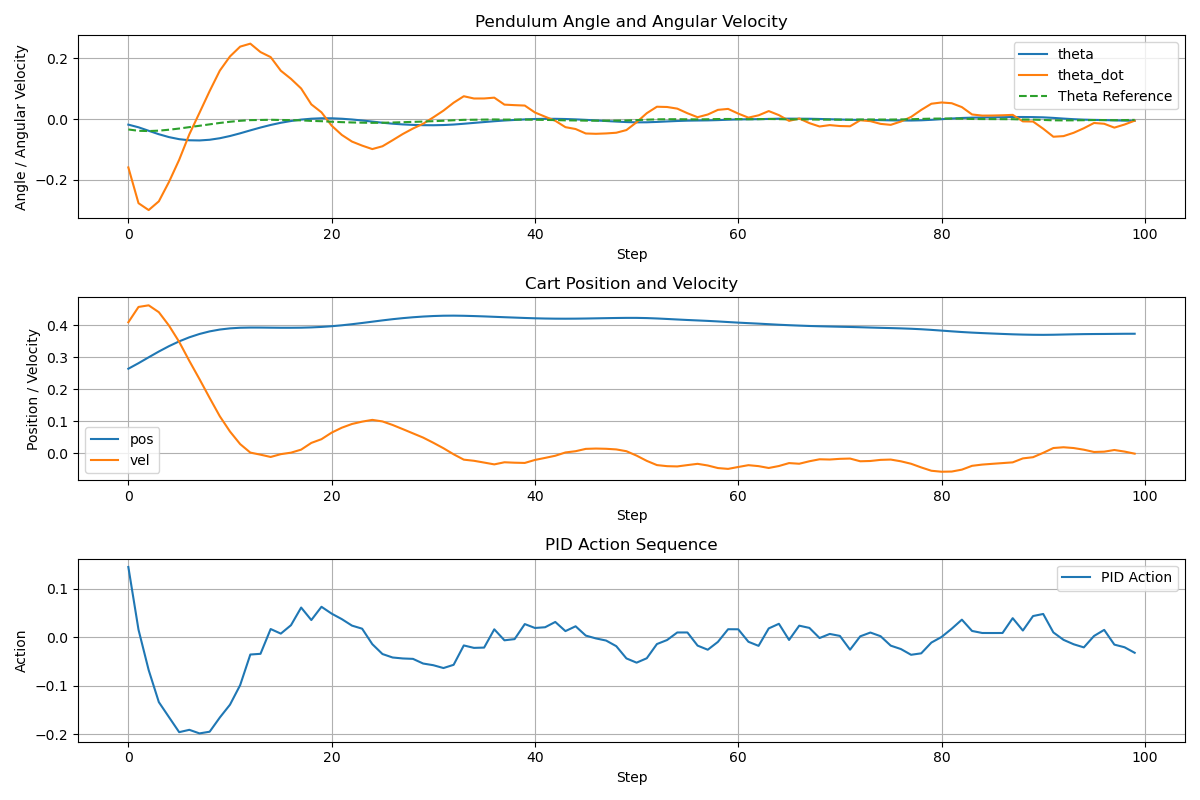 Pendulum Angle and Angular Velocity
Angle / Angular Velocity
0.2
0.0
−0.2
theta
theta_dot
Theta Reference
0 20 40 60 80 100
Step
Cart Position and Velocity
Position / Velocity
0.4
0.3
0.2
0.1
0.0
pos
vel
0 20 40 60 80 100
Step
PID Action Sequence
Action
0.1
0.0
−0.1
−0.2
PID Action
0 20 40 60 80 100
Step